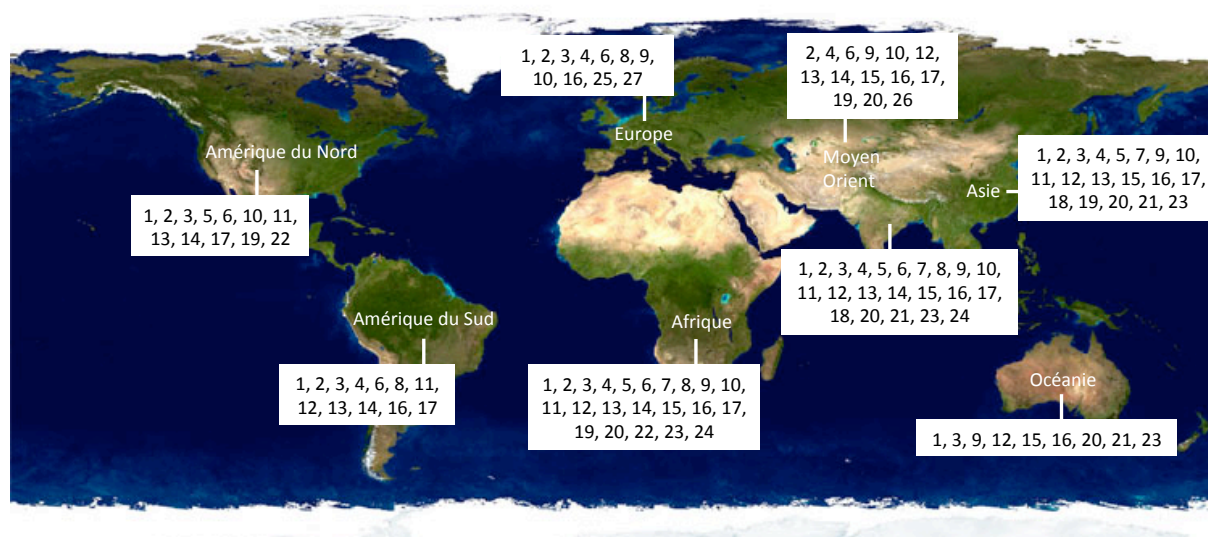 1, 2, 3, 4, 6, 8, 9,
10, 16, 25, 27
Europe
2, 4, 6, 9, 10, 12,
13, 14, 15, 16, 17,
19, 20, 26
Moyen
Orient
Amérique du Nord
1, 2, 3, 5, 6, 10, 11,
13, 14, 17, 19, 22
Asie
1, 2, 3, 4, 5, 7, 9, 10,
11, 12, 13, 15, 16, 17,
18, 19, 20, 21, 23
1, 2, 3, 4, 5, 6, 7, 8, 9, 10,
11, 12, 13, 14, 15, 16, 17,
18, 20, 21, 23, 24
Amérique du Sud
1, 2, 3, 4, 6, 8, 11,
12, 13, 14, 16, 17
Afrique
1, 2, 3, 4, 5, 6, 7, 8, 9, 10,
11, 12, 13, 14, 15, 16, 17,
19, 20, 22, 23, 24
Océanie
1, 3, 9, 12, 15, 16, 20, 21, 23